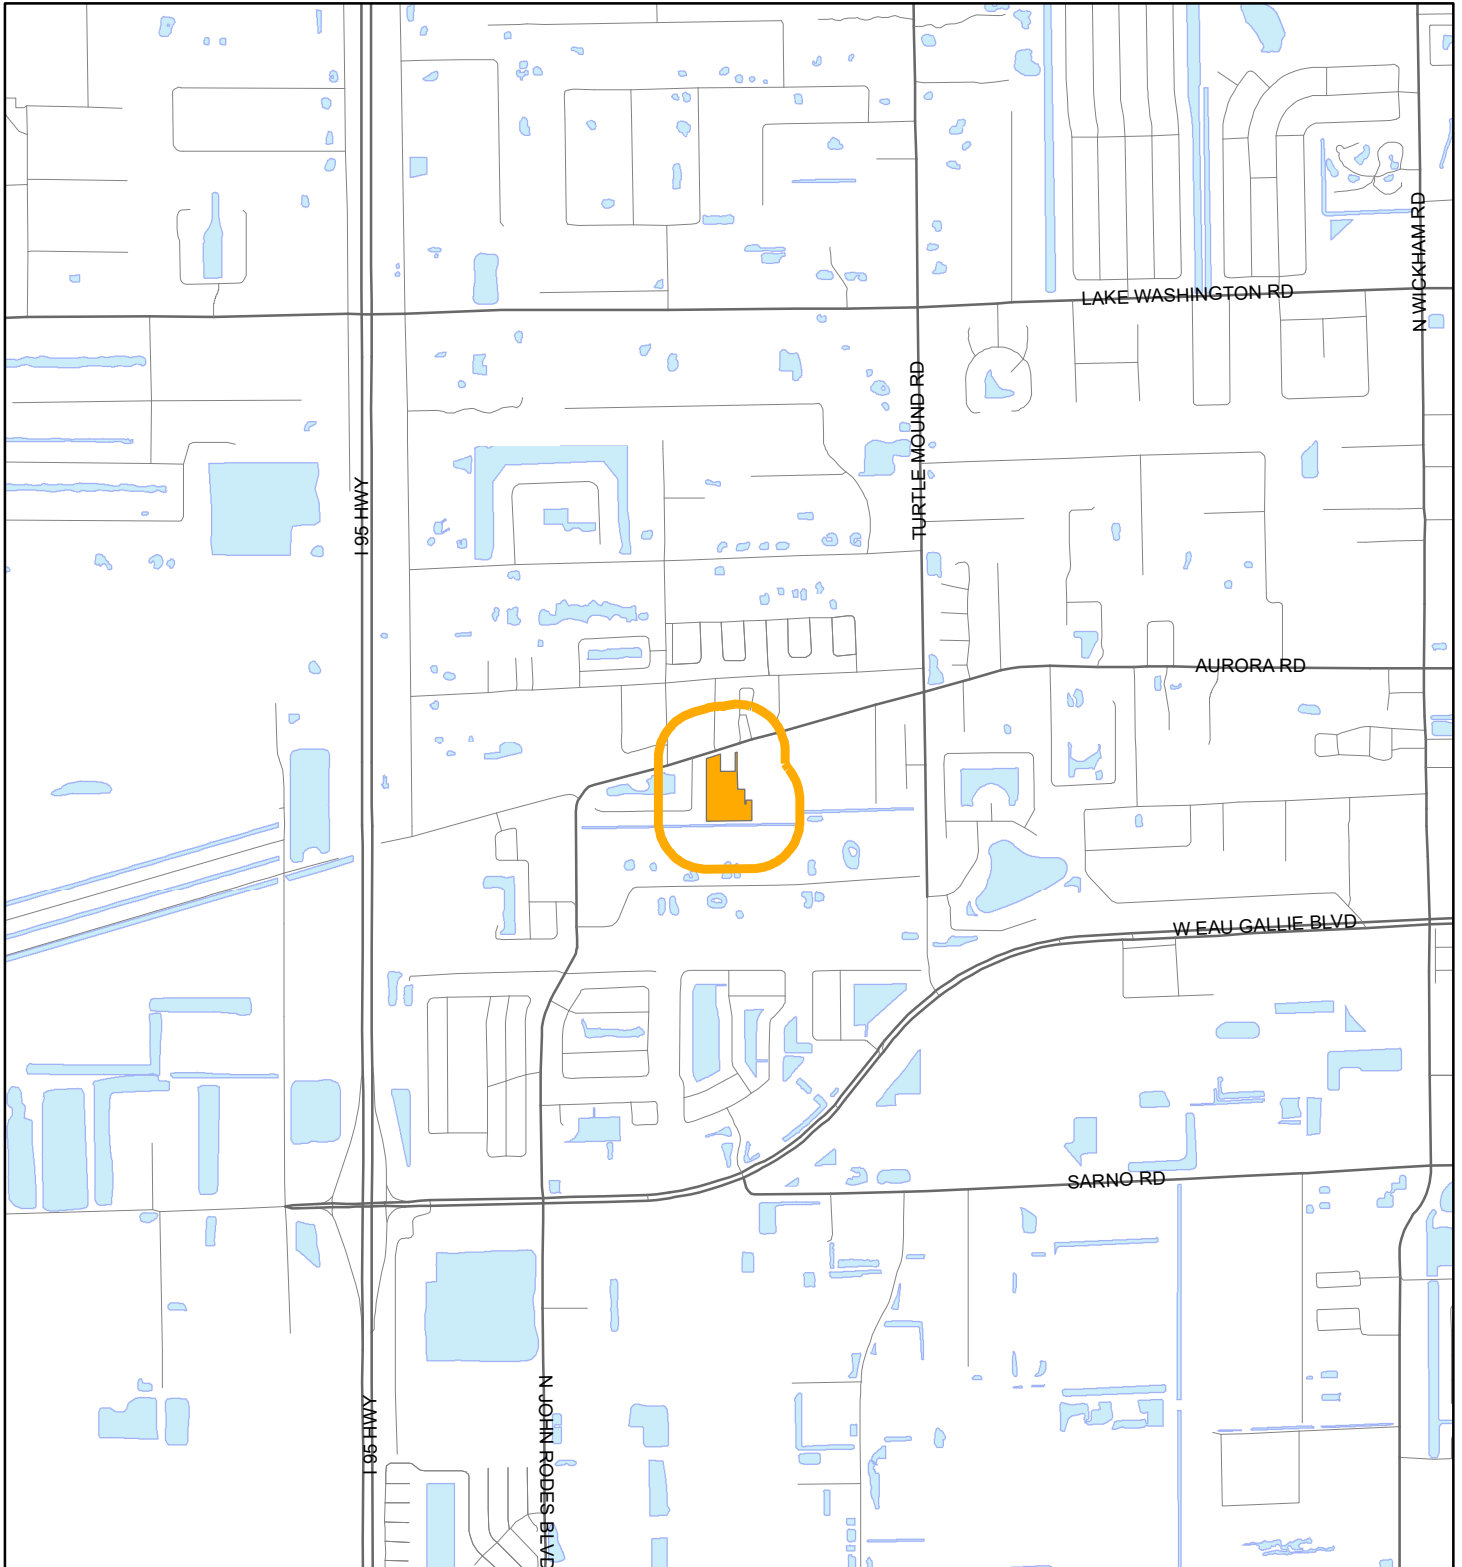 N WICKHAM RD
LAKE WASHINGTON RD
TURTLE MOUND RD
I 95 HWY
AURORA RD
W EAU GALLIE BLVD
SARNO RD
I 95 HWY
N JOHN RODES BLVD